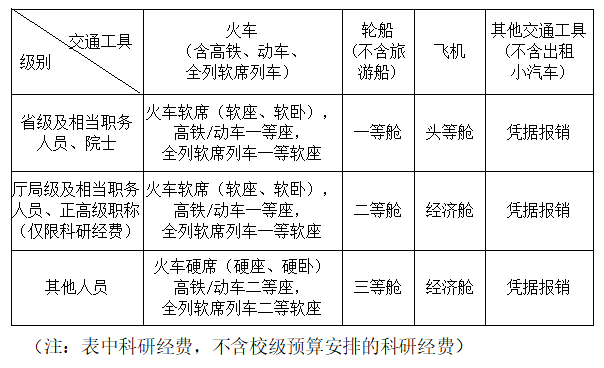 交通工具
级别
火车
（含高铁、动车、
全列软席列车）
轮船
（不含旅
游船）
飞机
其他交通工具
（不含出租
小汽车）
省级及相当职务
人员、院士
火车软席（软座、软卧），
高铁/动车一等座，
全列软席列车一等软座
一等舱
头等舱
凭据报销
厅局级及相当职务
人员、正高级职称
（仅限科研经费）
火车软席（软座、软卧），
高铁/动车一等座，
全列软席列车一等软座
二等舱
经济舱
凭据报销
其他人员
火车硬席（硬座、硬卧）
高铁/动车二等座，
全列软席列车二等软座
三等舱
经济舱
凭据报销
（注：表中科研经费，不含校级预算安排的科研经费）